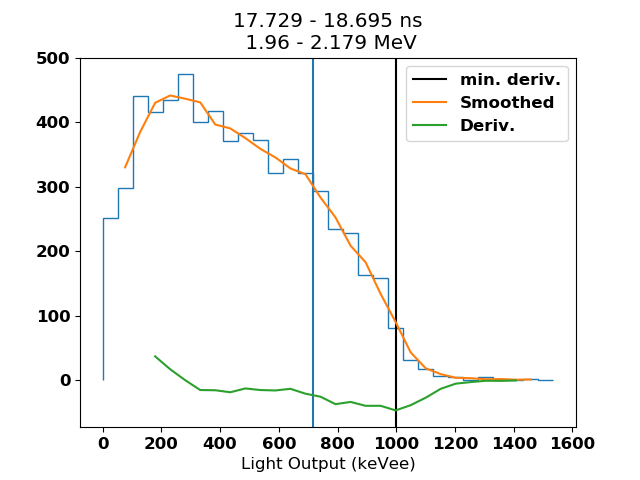 17.729 - 18.695 ns
1.96 - 2.179 MeV
min. deriv.
Smoothed
Deriv.
500
400
300
200
100
0
0 200 400 600 800 1000 1200 1400 1600
Light Output (keVee)